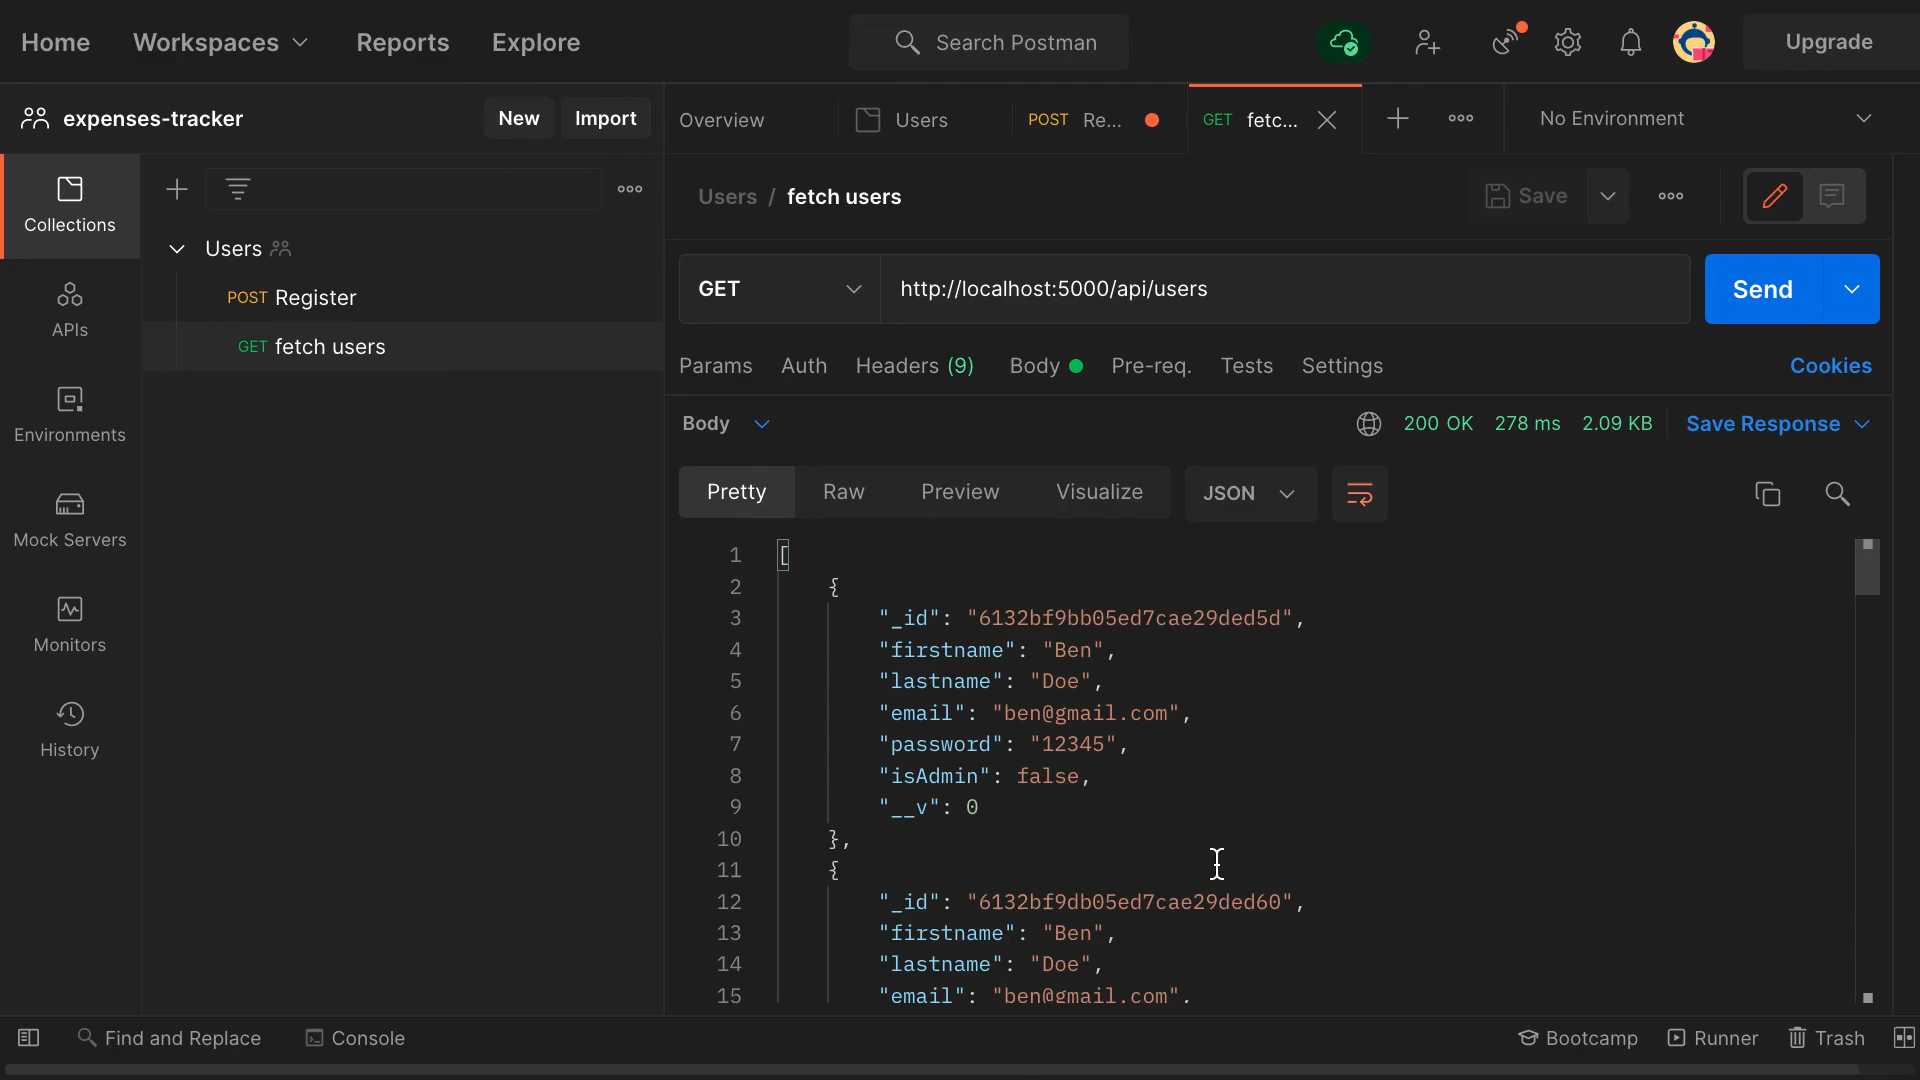 Home Workspaces Reports Explore Search Postman Upgrade
expenses-tracker New Import Overview Users POST Re... GET fetc... No Environment
Collections
APIs
Environments
Mock Servers
Monitors
History
Users
POST Register
GET fetch users
Users / fetch users Save
GET http://localhost:5000/api/users Send
Params Auth Headers (9) Body Pre-req. Tests Settings Cookies
Body 200 OK 278 ms 2.09 KB Save Response
Pretty Raw Preview Visualize JSON
1 [
2 {
3 "_id": "6132bf9bb05ed7cae29ded5d",
4 "firstname": "Ben",
5 "lastname": "Doe",
6 "email": "ben@gmail.com",
7 "password": "12345",
8 "isAdmin": false,
9 "__v": 0
10 },
11 {
12 "_id": "6132bf9db05ed7cae29ded60",
13 "firstname": "Ben",
14 "lastname": "Doe",
15 "email": "ben@gmail.com",
Find and Replace Console Bootcamp Runner Trash